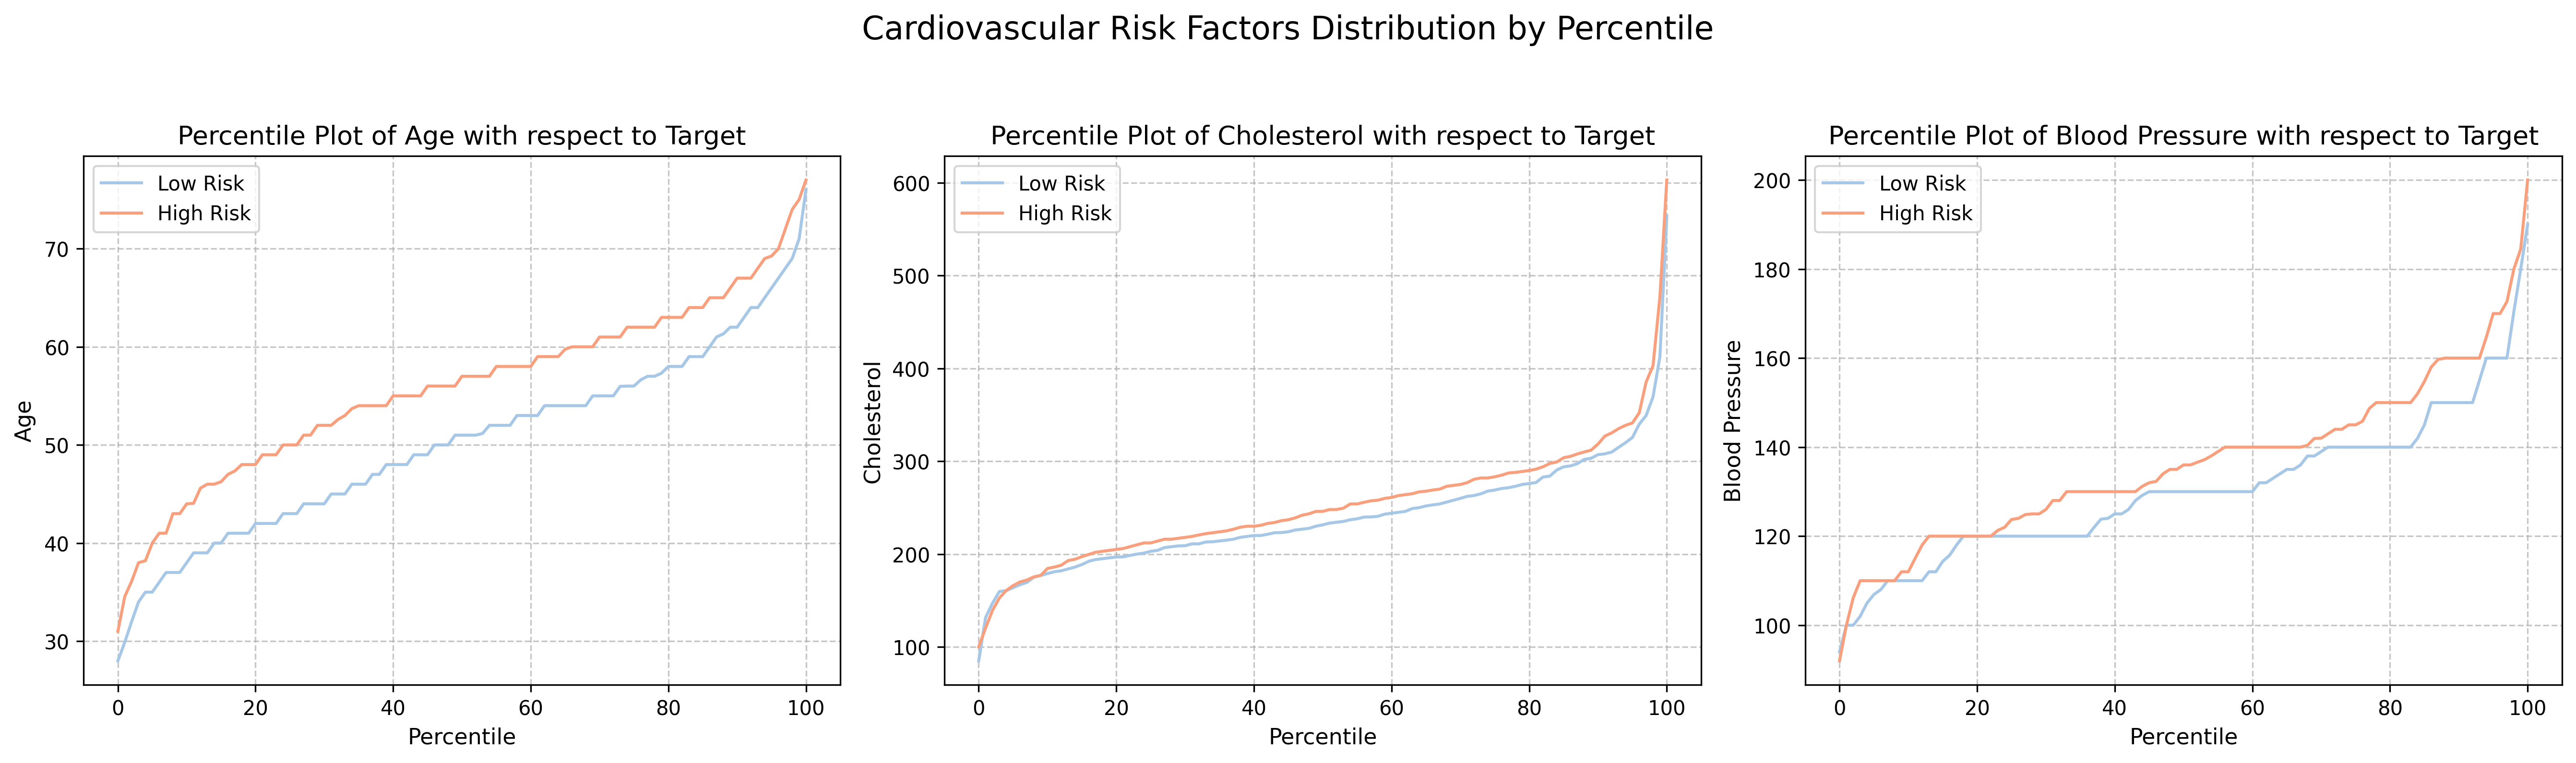 Cardiovascular Risk Factors Distribution by Percentile
Percentile Plot of Age with respect to Target
Low Risk
High Risk
70
60
50
40
30
Age
0 20 40 60 80 100
Percentile
Percentile Plot of Cholesterol with respect to Target
Low Risk
High Risk
600
500
400
300
200
100
Cholesterol
0 20 40 60 80 100
Percentile
Percentile Plot of Blood Pressure with respect to Target
Low Risk
High Risk
200
180
160
140
120
100
Blood Pressure
0 20 40 60 80 100
Percentile